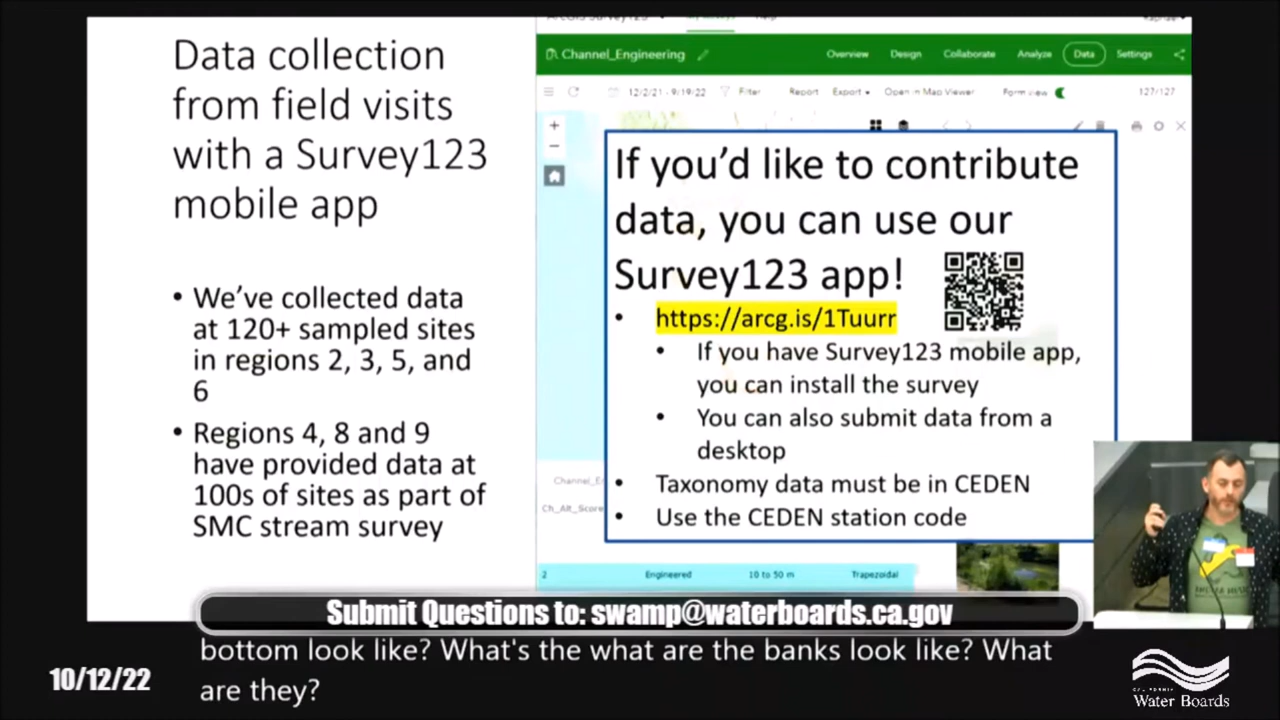 Data collection
from field visits
with a Survey123
mobile app
• We've collected data
at 120+ sampled sites
in regions 2, 3, 5, and
6
• Regions 4, 8 and 9
have provided data at
100s of sites as part of
SMC stream survey
Channel_Engineering
Overview Design Collaborate Analyze Data Settings
12/2/21 - 9/19/22 Filter Report Export Open in Map Viewer Form view 127/127
If you'd like to contribute
data, you can use our
Survey123 app!
• https://arcg.is/1Tuurr
• If you have Survey123 mobile app,
you can install the survey
• You can also submit data from a
desktop
• Taxonomy data must be in CEDEN
• Use the CEDEN station code
Ch_Alt_Score
2 Engineered 10 to 50 m Trapezoidal
Submit Questions to: swamp@waterboards.ca.gov
bottom look like? What's the what are the banks look like? What
are they?
10/12/22
CALIFORNIA
Water Boards